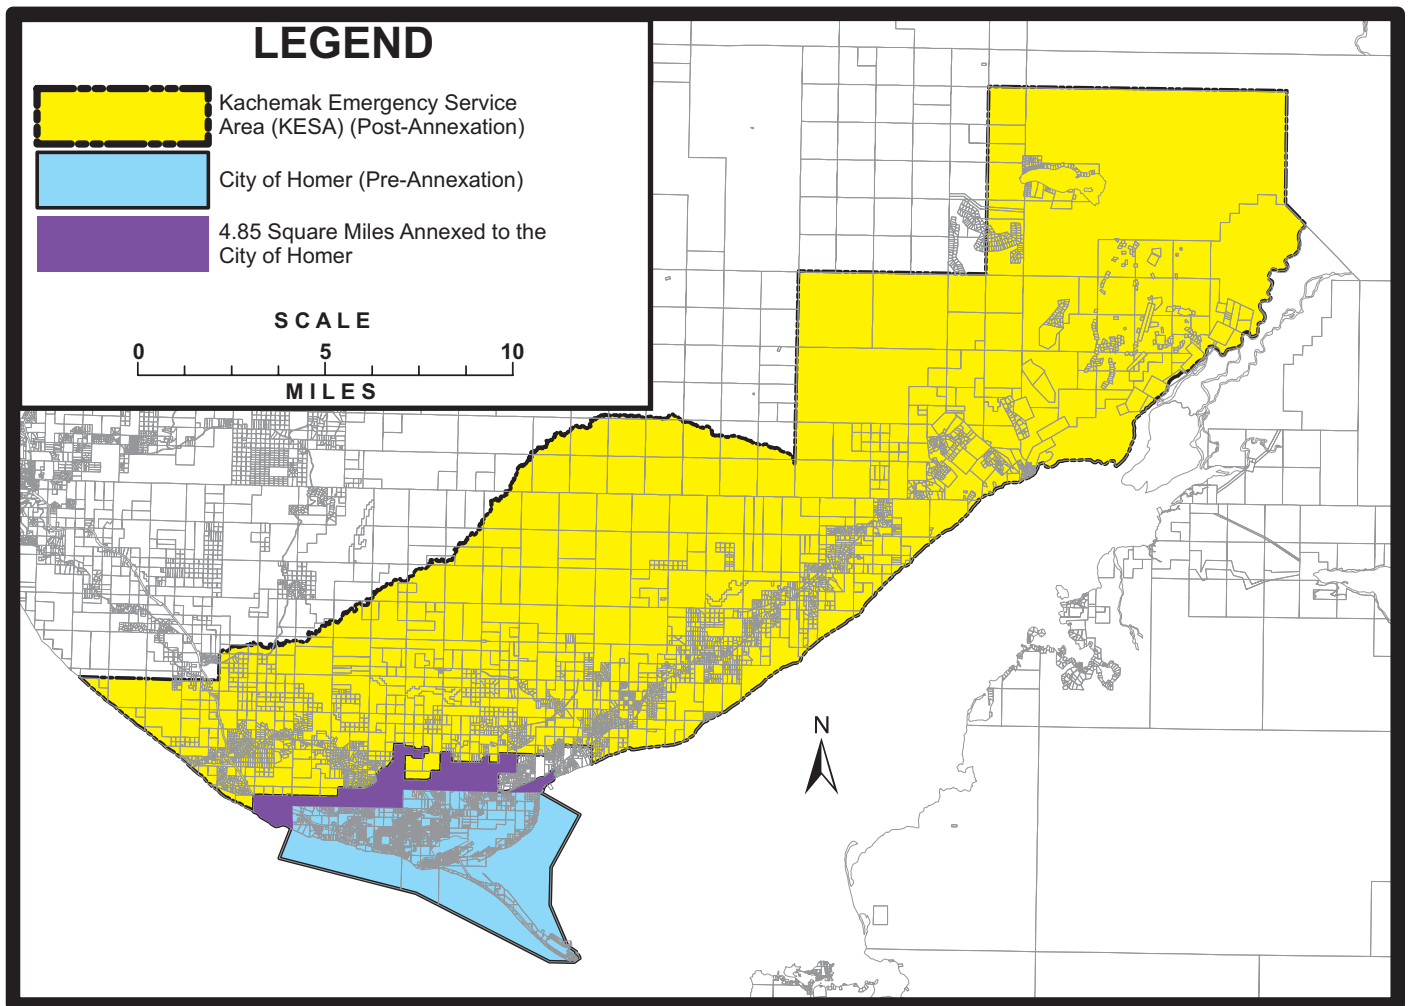 LEGEND
Kachemak Emergency Service
Area (KESA) (Post-Annexation)
City of Homer (Pre-Annexation)
4.85 Square Miles Annexed to the
City of Homer
SCALE
0 5 10
MILES
N